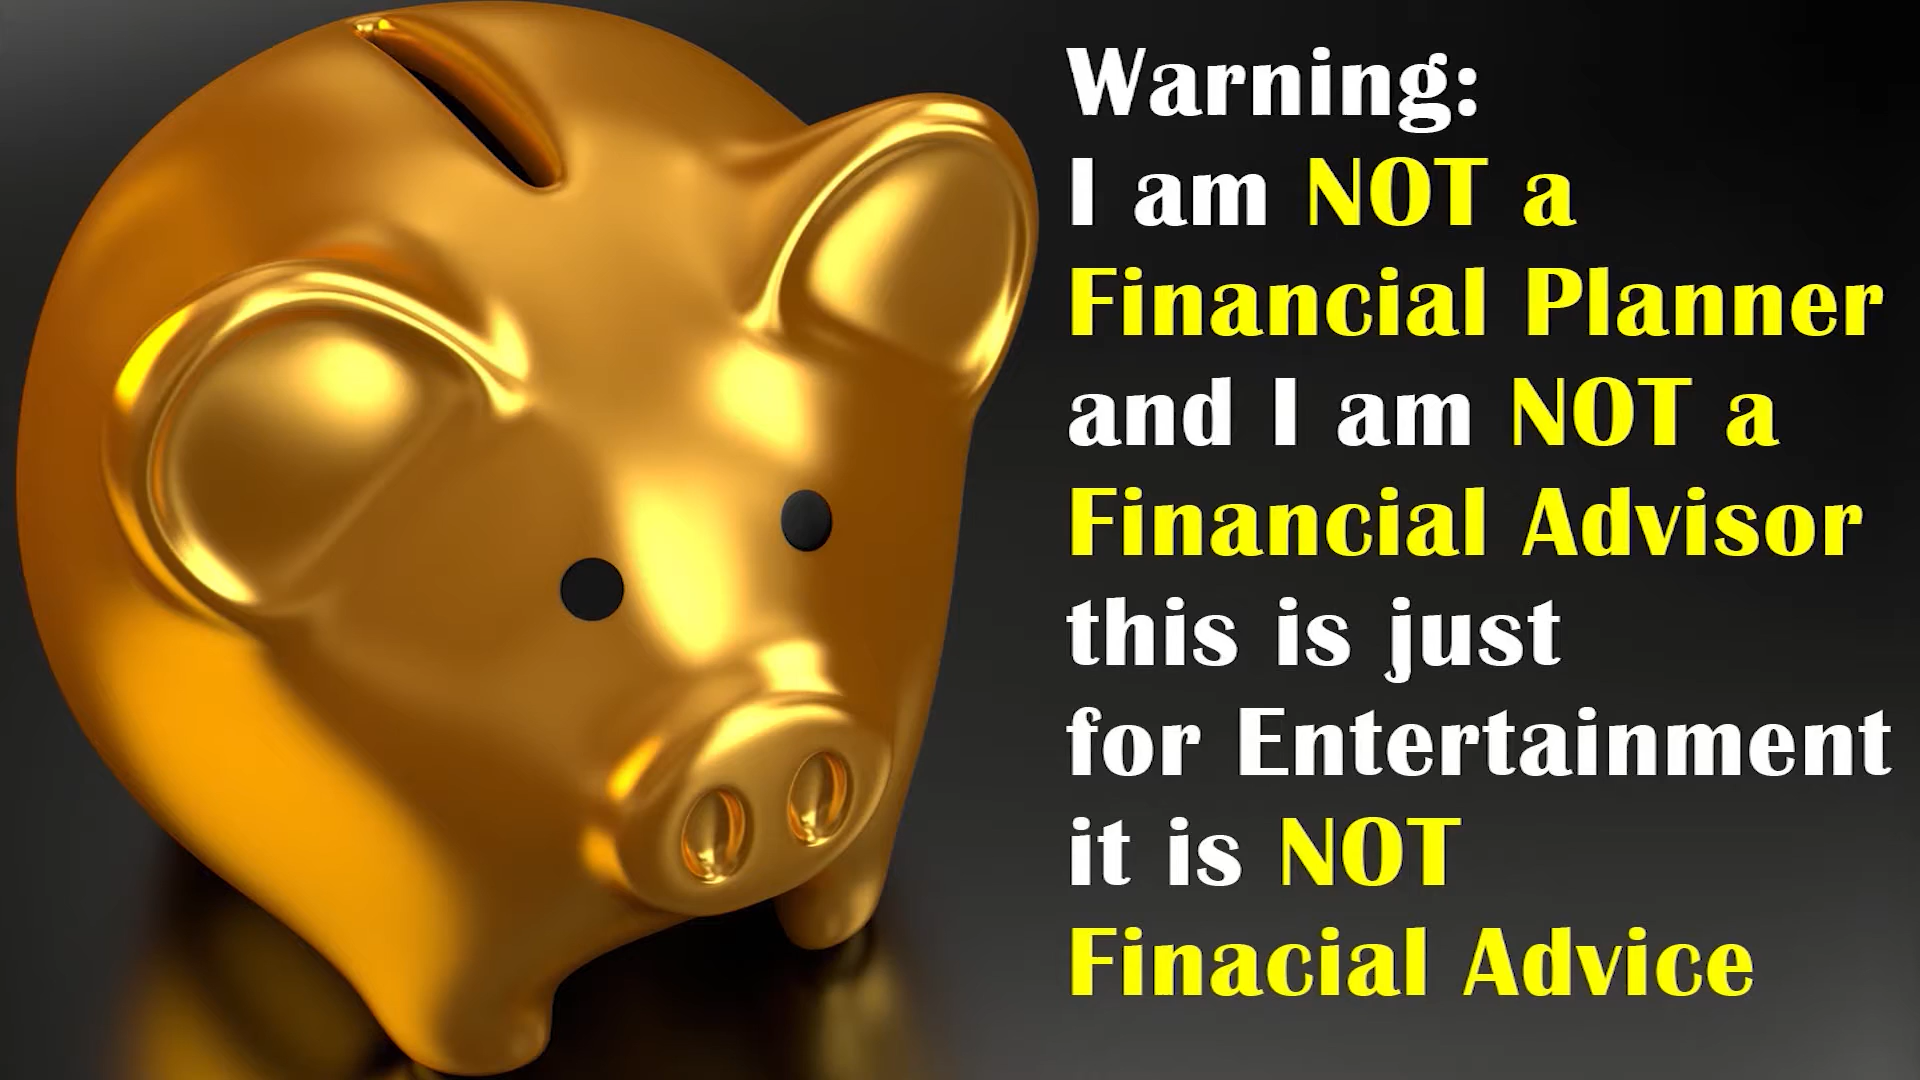 Warning:
I am NOT a
Financial Planner
and I am NOT a
Financial Advisor
this is just
for Entertainment
it is NOT
Finacial Advice